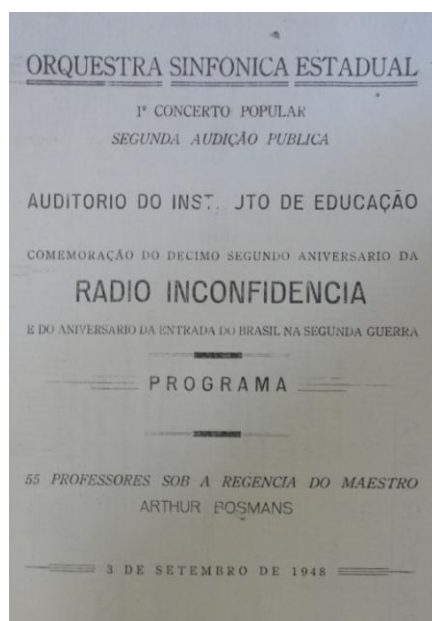 ORQUESTRA SINFONICA ESTADUAL
1º CONCERTO POPULAR
SEGUNDA AUDIÇÃO PUBLICA
AUDITORIO DO INST. UTO DE EDUCAÇÃO
COMEMORAÇÃO DO DECIMO SEGUNDO ANIVERSARIO DA
RADIO INCONFIDENCIA
E DO ANIVERSARIO DA ENTRADA DO BRASIL NA SEGUNDA GUERRA
PROGRAMA
55 PROFESSORES SOB A REGENCIA DO MAESTRO
ARTHUR BOSMANS
3 DE SETEMBRO DE 1948